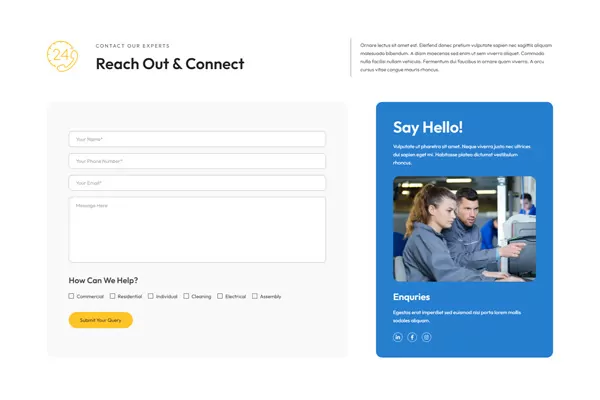 24
CONTACT OUR EXPERTS
Reach Out & Connect
Ornare lectus sit amet est. Eleifend donec pretium vulputate sapien nec sagittis aliquam
malesuada bibendum. A diam maecenas sed enim ut sem viverra aliquet. Commodo
nulla facilisi nullam vehicula. Fermentum dui faucibus in ornare quam viverra. A arcu
cursus vitae congue mauris rhoncus.
Your Name*
Your Phone Number*
Your Email*
Message Here
How Can We Help?
Commercial Residential Individual Cleaning Electrical Assembly
Submit Your Query
Say Hello!
Vulputate ut pharetra sit amet. Neque viverra justo nec ultrices
dui sapien eget mi. Habitasse platea dictumst vestibulum
rhoncus.
Enquries
Egestas erat imperdiet sed euismod nisi porta lorem mollis
sodales aliquam.